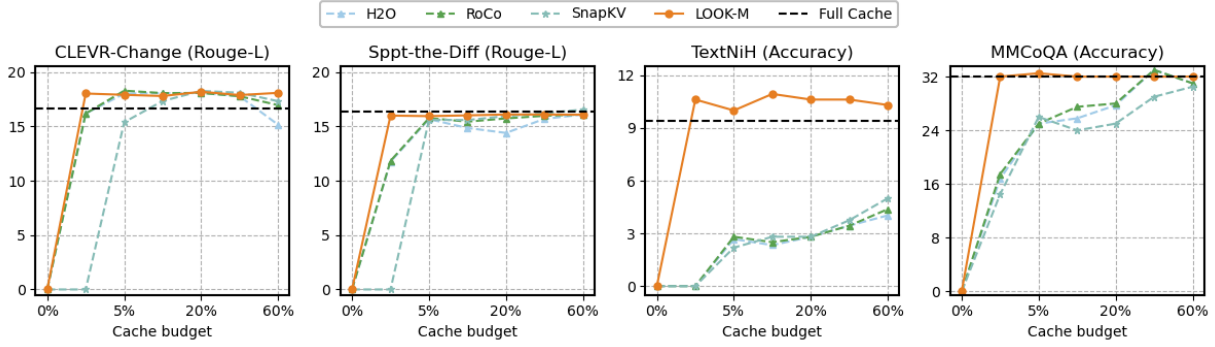 H2O RoCo SnapKV LOOK-M Full Cache
CLEVR-Change (Rouge-L)
20
15
10
5
0
0% 5% 20% 60%
Cache budget
Sppt-the-Diff (Rouge-L)
20
15
10
5
0
0% 5% 20% 60%
Cache budget
TextNiH (Accuracy)
12
9
6
3
0
0% 5% 20% 60%
Cache budget
MMCoQA (Accuracy)
32
24
16
8
0
0% 5% 20% 60%
Cache budget